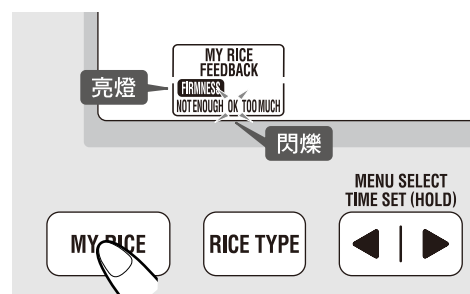 MY RICE
FEEDBACK
亮燈
FIRMNESS
NOT ENOUGH OK TOO MUCH
閃爍
MENU SELECT
TIME SET (HOLD)
MY RICE
RICE TYPE